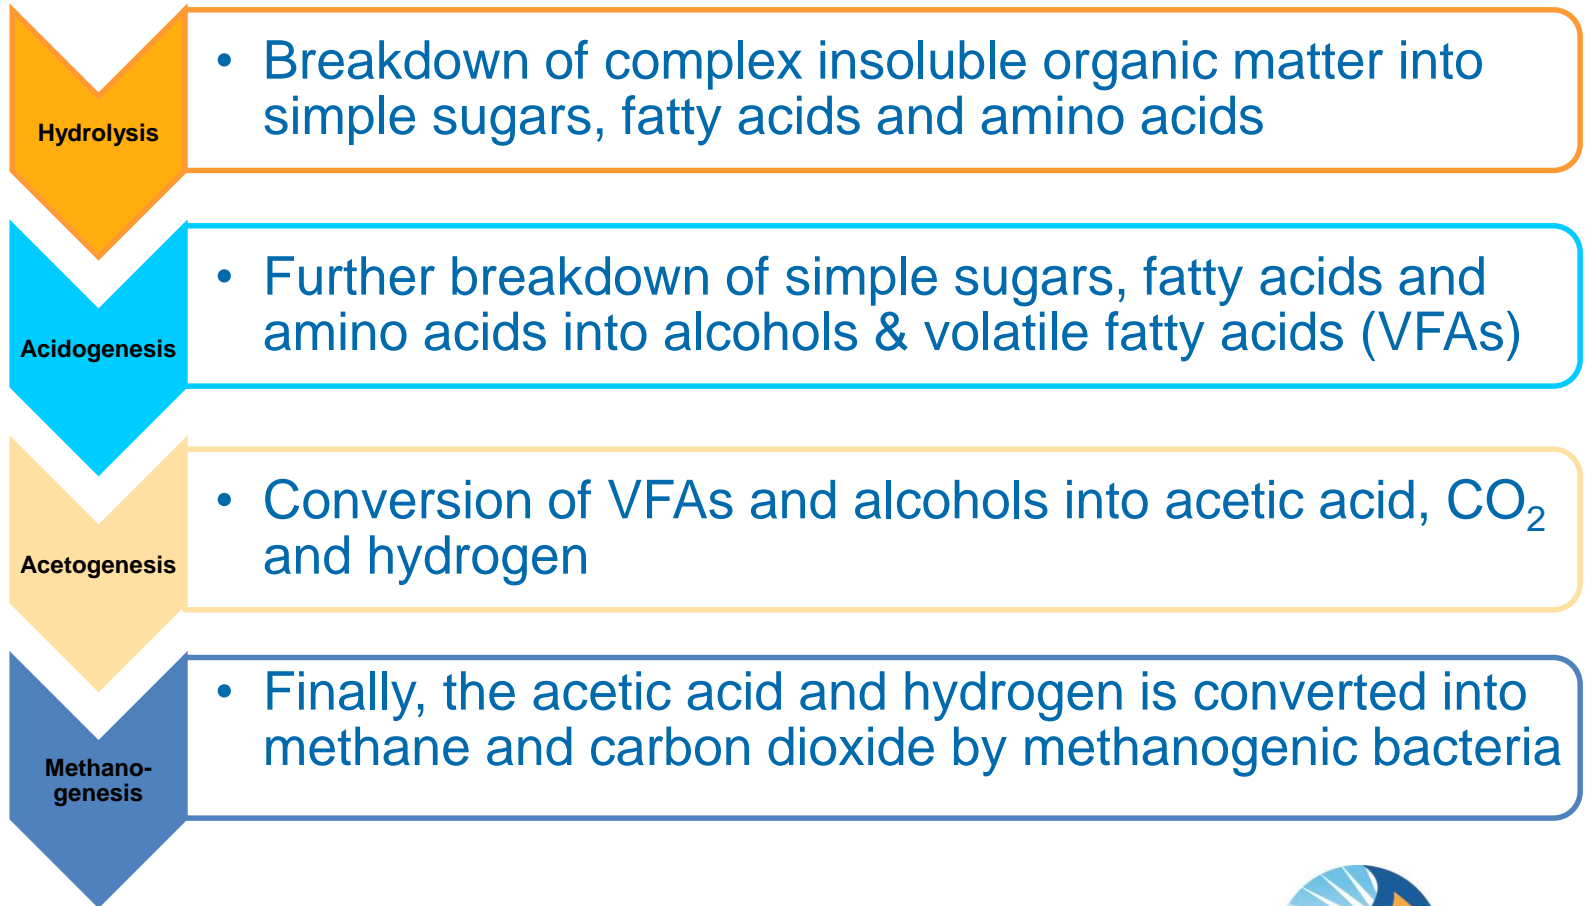 Hydrolysis
• Breakdown of complex insoluble organic matter into
simple sugars, fatty acids and amino acids
Acidogenesis
• Further breakdown of simple sugars, fatty acids and
amino acids into alcohols & volatile fatty acids (VFAs)
Acetogenesis
• Conversion of VFAs and alcohols into acetic acid, CO₂
and hydrogen
Methano-
genesis
• Finally, the acetic acid and hydrogen is converted into
methane and carbon dioxide by methanogenic bacteria